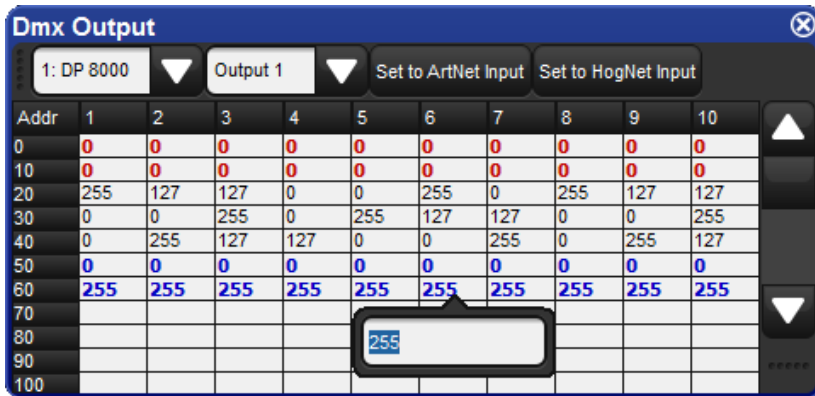 Dmx Output
1: DP 8000 Output 1 Set to ArtNet Input Set to HogNet Input
Addr 1 2 3 4 5 6 7 8 9 10
0 0 0 0 0 0 0 0 0 0 0
10 0 0 0 0 0 0 0 0 0 0
20 255 127 127 0 0 255 0 255 127 127
30 0 0 255 0 255 127 127 0 0 255
40 0 255 127 127 0 0 255 0 255 127
50 0 0 0 0 0 0 0 0 0 0
60 255 255 255 255 255 255 255 255 255 255
70
80 255
90
100